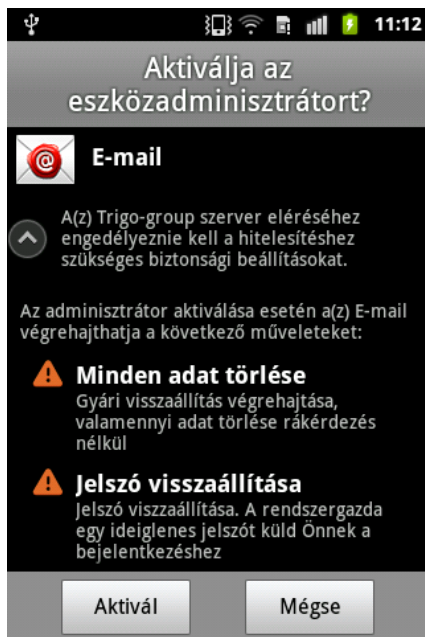 11:12
Aktiválja az
eszközadminisztrátort?
E-mail
A(z) Trigo-group szerver eléréséhez
engedélyeznie kell a hitelesítéshez
szükséges biztonsági beállításokat.
Az adminisztrátor aktiválása esetén a(z) E-mail
végrehajthatja a következő műveleteket:
Minden adat törlése
Gyári visszaállítás végrehajtása,
valamennyi adat törlése rákérdezés
nélkül
Jelszó visszaállítása
Jelszó viszzaállítása. A rendszergazda
egy ideiglenes jelszót küld Önnek a
bejelentkezéshez
Aktivál
Mégse